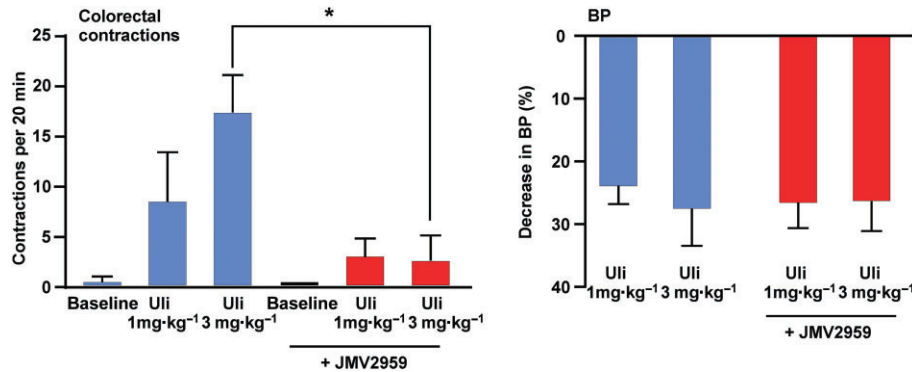 Colorectal
contractions
*
Contractions per 20 min
25
20
15
10
5
0
Baseline
Uli
1mg·kg⁻¹
Uli
3 mg·kg⁻¹
Baseline
Uli
1mg·kg⁻¹
Uli
3 mg·kg⁻¹
+ JMV2959
BP
Decrease in BP (%)
0
10
20
30
40
Uli
1mg·kg⁻¹
Uli
3 mg·kg⁻¹
Uli
1mg·kg⁻¹
Uli
3 mg·kg⁻¹
+ JMV2959